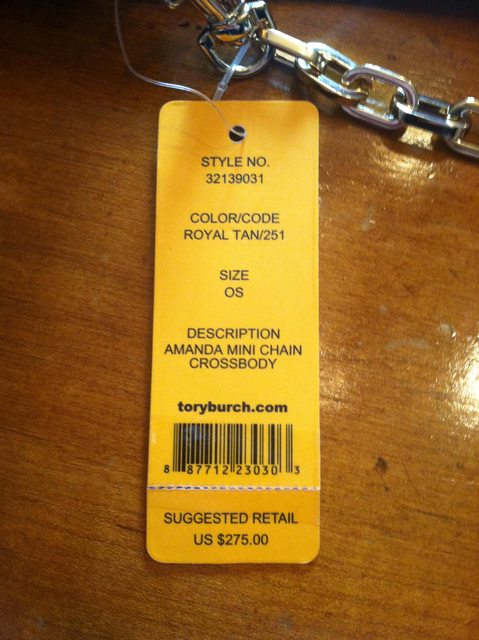 STYLE NO.
32139031
COLOR/CODE
ROYAL TAN/251
SIZE
OS
DESCRIPTION
AMANDA MINI CHAIN
CROSSBODY
toryburch.com
8 87712 23030 3
SUGGESTED RETAIL
US $275.00